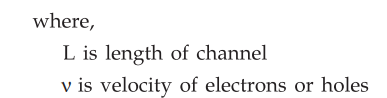 where,
L is length of channel
ν is velocity of electrons or holes